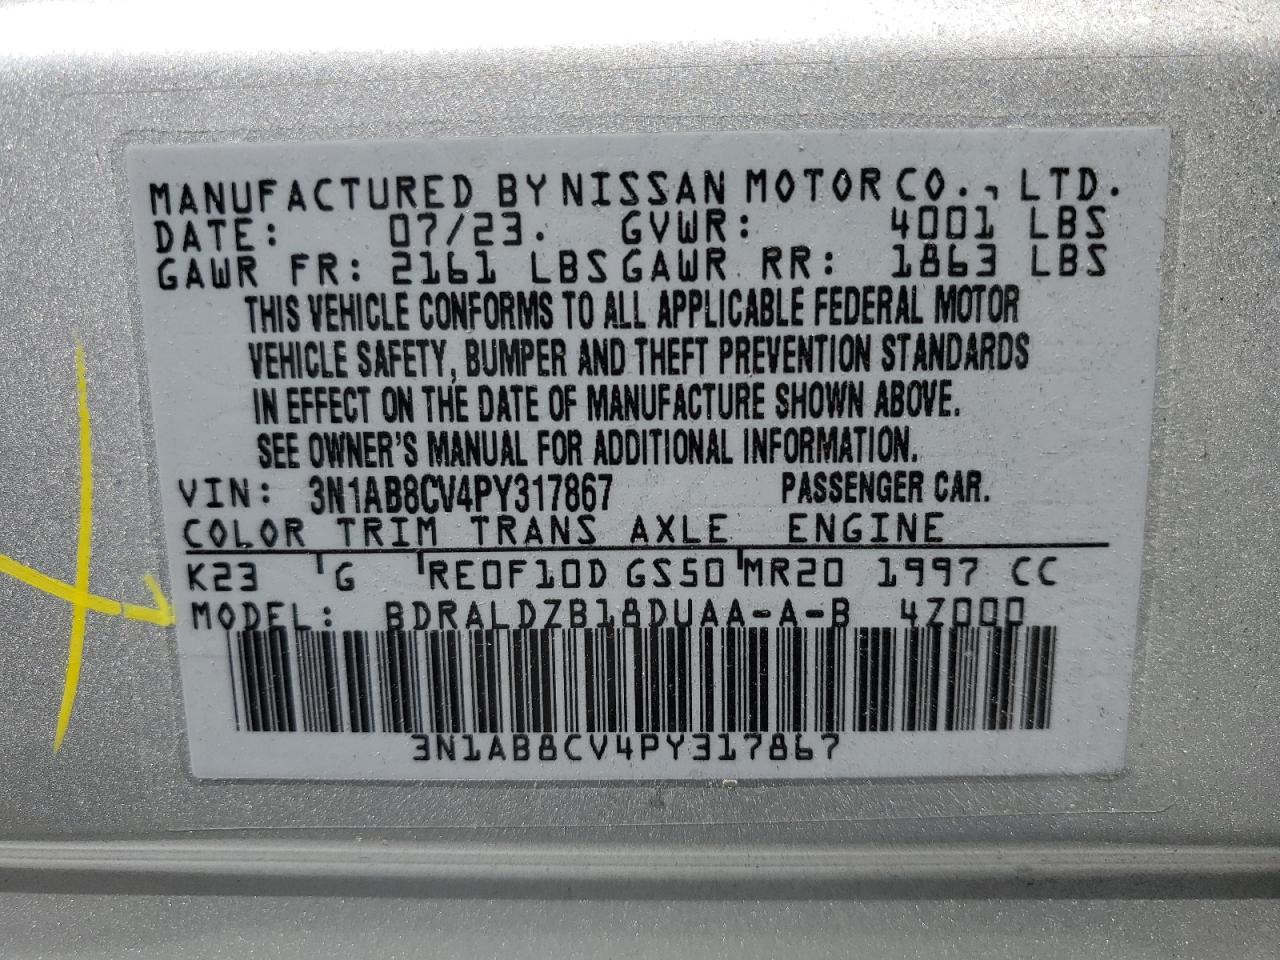 MANUFACTURED BY NISSAN MOTOR CO., LTD.
DATE: 07/23. GVWR: 4001 LBS
GAWR FR: 2161 LBS GAWR RR: 1863 LBS
THIS VEHICLE CONFORMS TO ALL APPLICABLE FEDERAL MOTOR
VEHICLE SAFETY, BUMPER AND THEFT PREVENTION STANDARDS
IN EFFECT ON THE DATE OF MANUFACTURE SHOWN ABOVE.
SEE OWNER'S MANUAL FOR ADDITIONAL INFORMATION.
VIN: 3N1AB8CV4PY317867 PASSENGER CAR.
COLOR TRIM TRANS AXLE ENGINE
K23 G RE0F10D GS50 MR20 1997 CC
MODEL: BDRALDZB18DUAA-A-B 4Z000
3N1AB8CV4PY317867